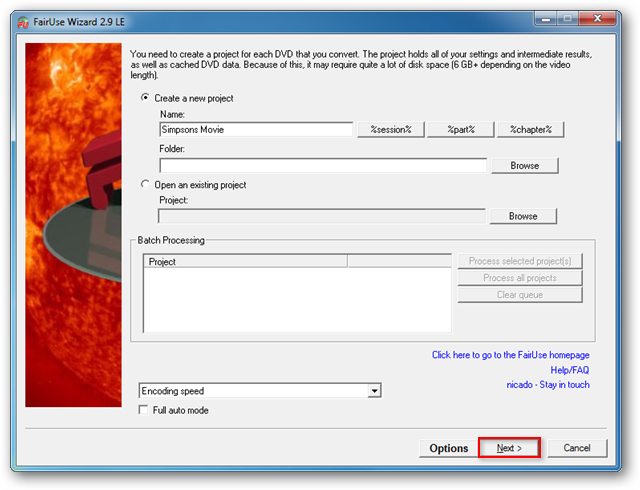 FairUse Wizard 2.9 LE
You need to create a project for each DVD that you convert. The project holds all of your settings and intermediate results,
as well as cached DVD data. Because of this, it may require quite a lot of disk space (6 GB+ depending on the video
length).
Create a new project
Name:
Simpsons Movie %session% %part% %chapter%
Folder:
Browse
Open an existing project
Project:
Browse
Batch Processing
Project
Process selected project(s)
Process all projects
Clear queue
Click here to go to the FairUse homepage
Help/FAQ
nicado - Stay in touch
Encoding speed
Full auto mode
Options Next > Cancel